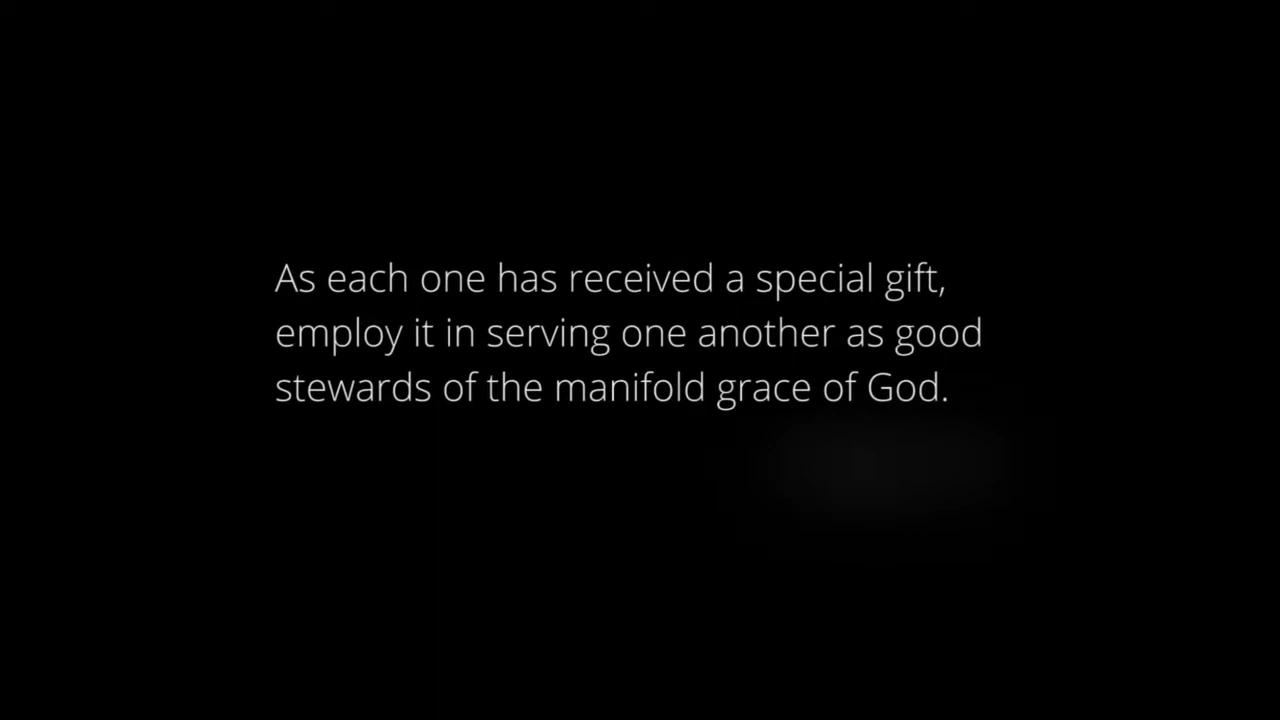 As each one has received a special gift,
employ it in serving one another as good
stewards of the manifold grace of God.